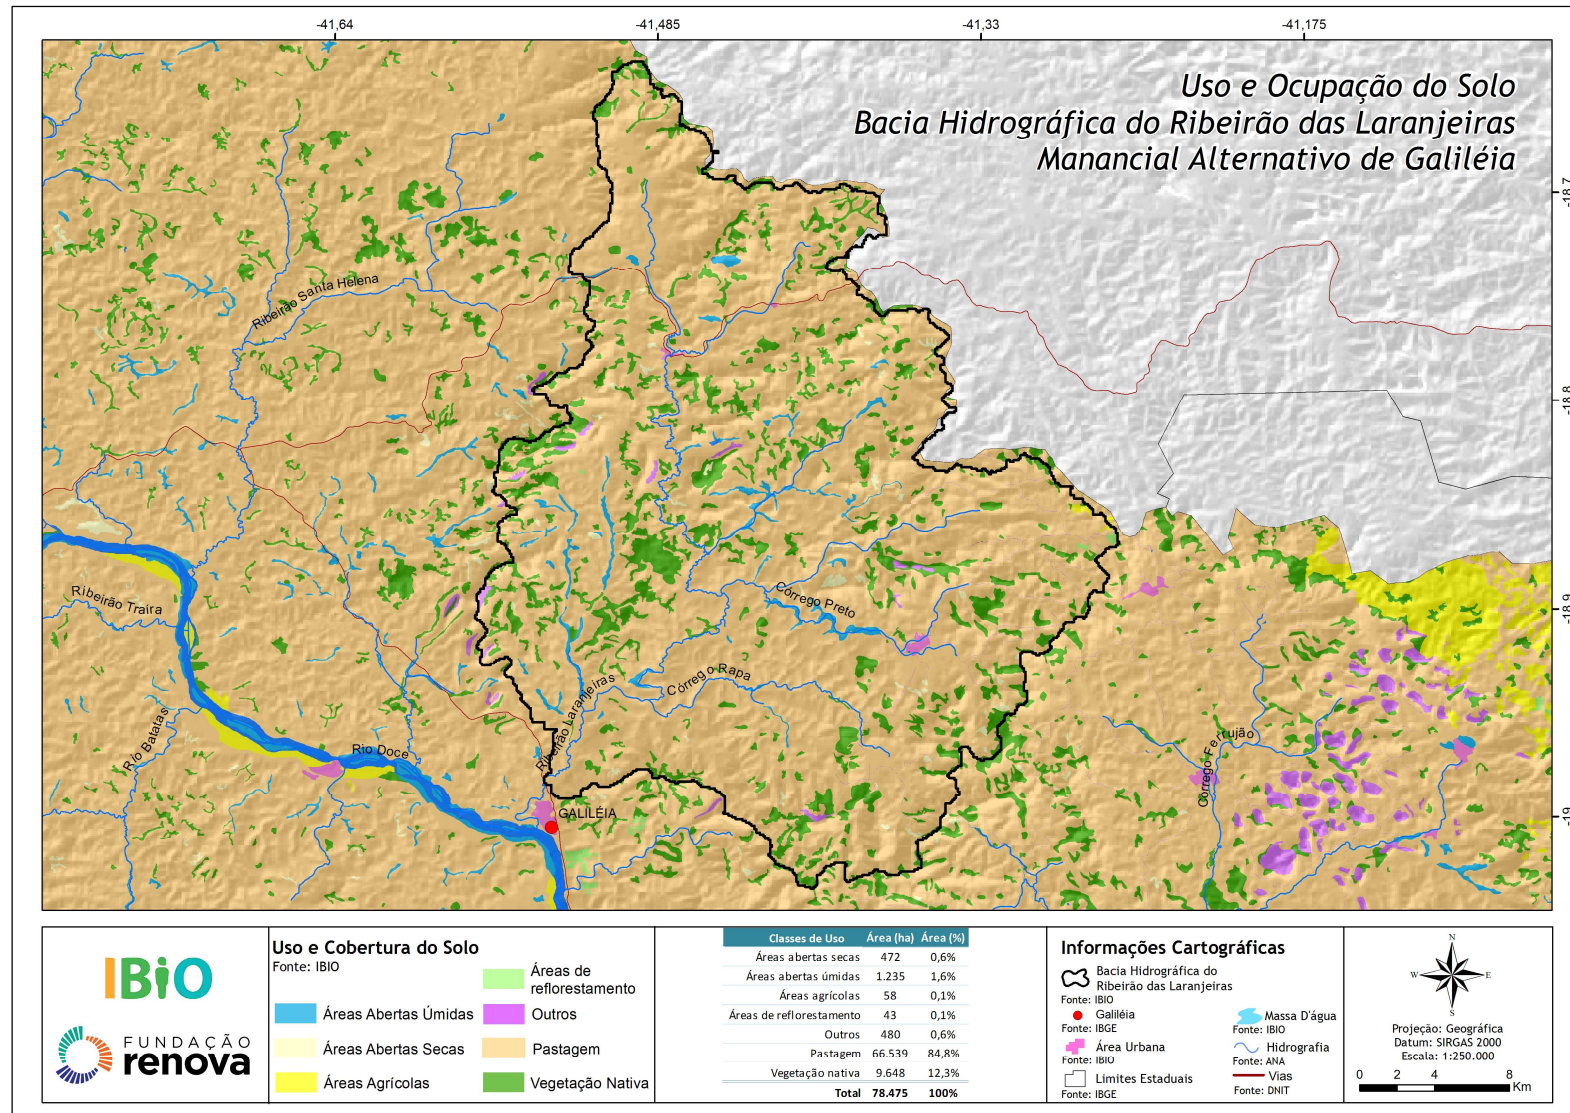 -41,64
-41,485
-41,33
-41,175
Uso e Ocupação do Solo
Bacia Hidrográfica do Ribeirão das Laranjeiras
Manancial Alternativo de Galiléia
-18,7
-18,8
-18,9
-19
Ribeirão Santa Helena
Ribeirão Traíra
Rio Batatas
Rio Doce
Ribeirão Laranjeiras
Córrego Rapa
Córrego Preto
Córrego Ferrujão
GALILÉIA
IBiO
FUNDAÇÃO
renova
Uso e Cobertura do Solo
Fonte: IBIO
Áreas Abertas Úmidas
Áreas Abertas Secas
Áreas Agrícolas
Áreas de
reflorestamento
Outros
Pastagem
Vegetação Nativa
Classes de Uso Área (ha) Área (%)
Áreas abertas secas 472 0,6%
Áreas abertas úmidas 1.235 1,6%
Áreas agrícolas 58 0,1%
Áreas de reflorestamento 43 0,1%
Outros 480 0,6%
Pastagem 66.539 84,8%
Vegetação nativa 9.648 12,3%
Total 78.475 100%
Informações Cartográficas
Bacia Hidrográfica do
Ribeirão das Laranjeiras
Fonte: IBIO
Galiléia
Fonte: IBGE
Área Urbana
Fonte: IBIO
Limites Estaduais
Fonte: IBGE
Massa D'água
Fonte: IBIO
Hidrografia
Fonte: ANA
Vias
Fonte: DNIT
N
W
E
S
Projeção: Geográfica
Datum: SIRGAS 2000
Escala: 1:250.000
0 2 4 8
Km